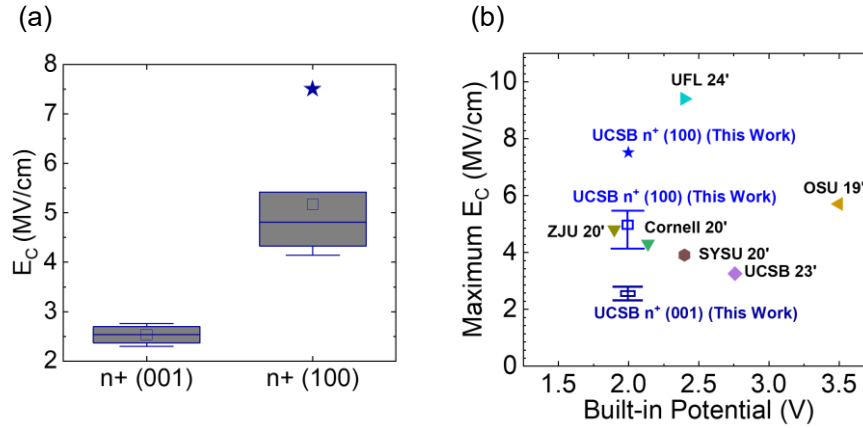 (a)
(b)
8
7
6
5
4
3
2
E_C (MV/cm)
n+ (001)
n+ (100)
10
8
6
4
2
0
Maximum E_C (MV/cm)
UFL 24'
UCSB n⁺ (100) (This Work)
OSU 19'
UCSB n⁺ (100) (This Work)
ZJU 20'
Cornell 20'
SYSU 20'
UCSB 23'
UCSB n⁺ (001) (This Work)
1.5
2.0
2.5
3.0
3.5
Built-in Potential (V)